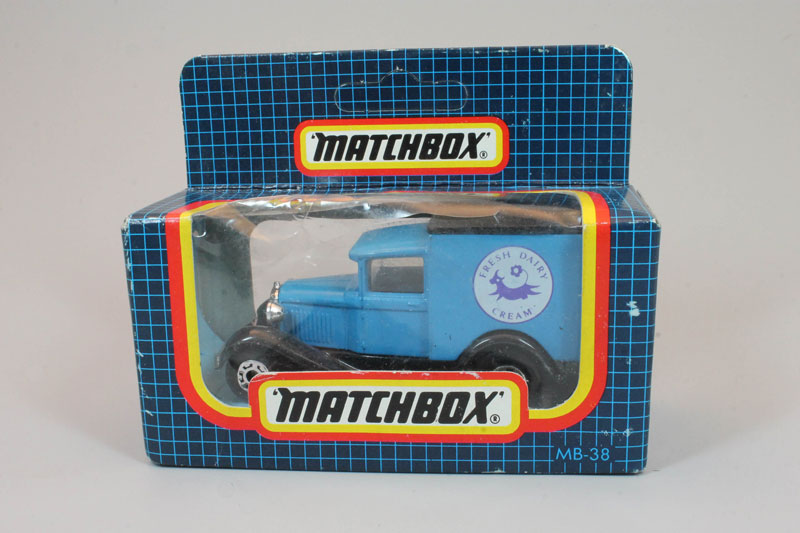 'MATCHBOX'®
FRESH DAIRY
CREAM
'MATCHBOX'®
MB-38